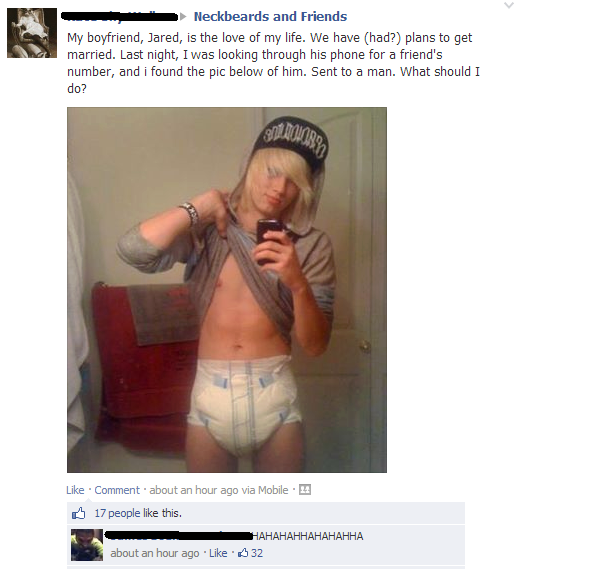 Neckbeards and Friends
My boyfriend, Jared, is the love of my life. We have (had?) plans to get
married. Last night, I was looking through his phone for a friend's
number, and i found the pic below of him. Sent to a man. What should I
do?
Like · Comment · about an hour ago via Mobile ·
17 people like this.
HAHAHAHHAHAHAHHA
about an hour ago · Like · 32